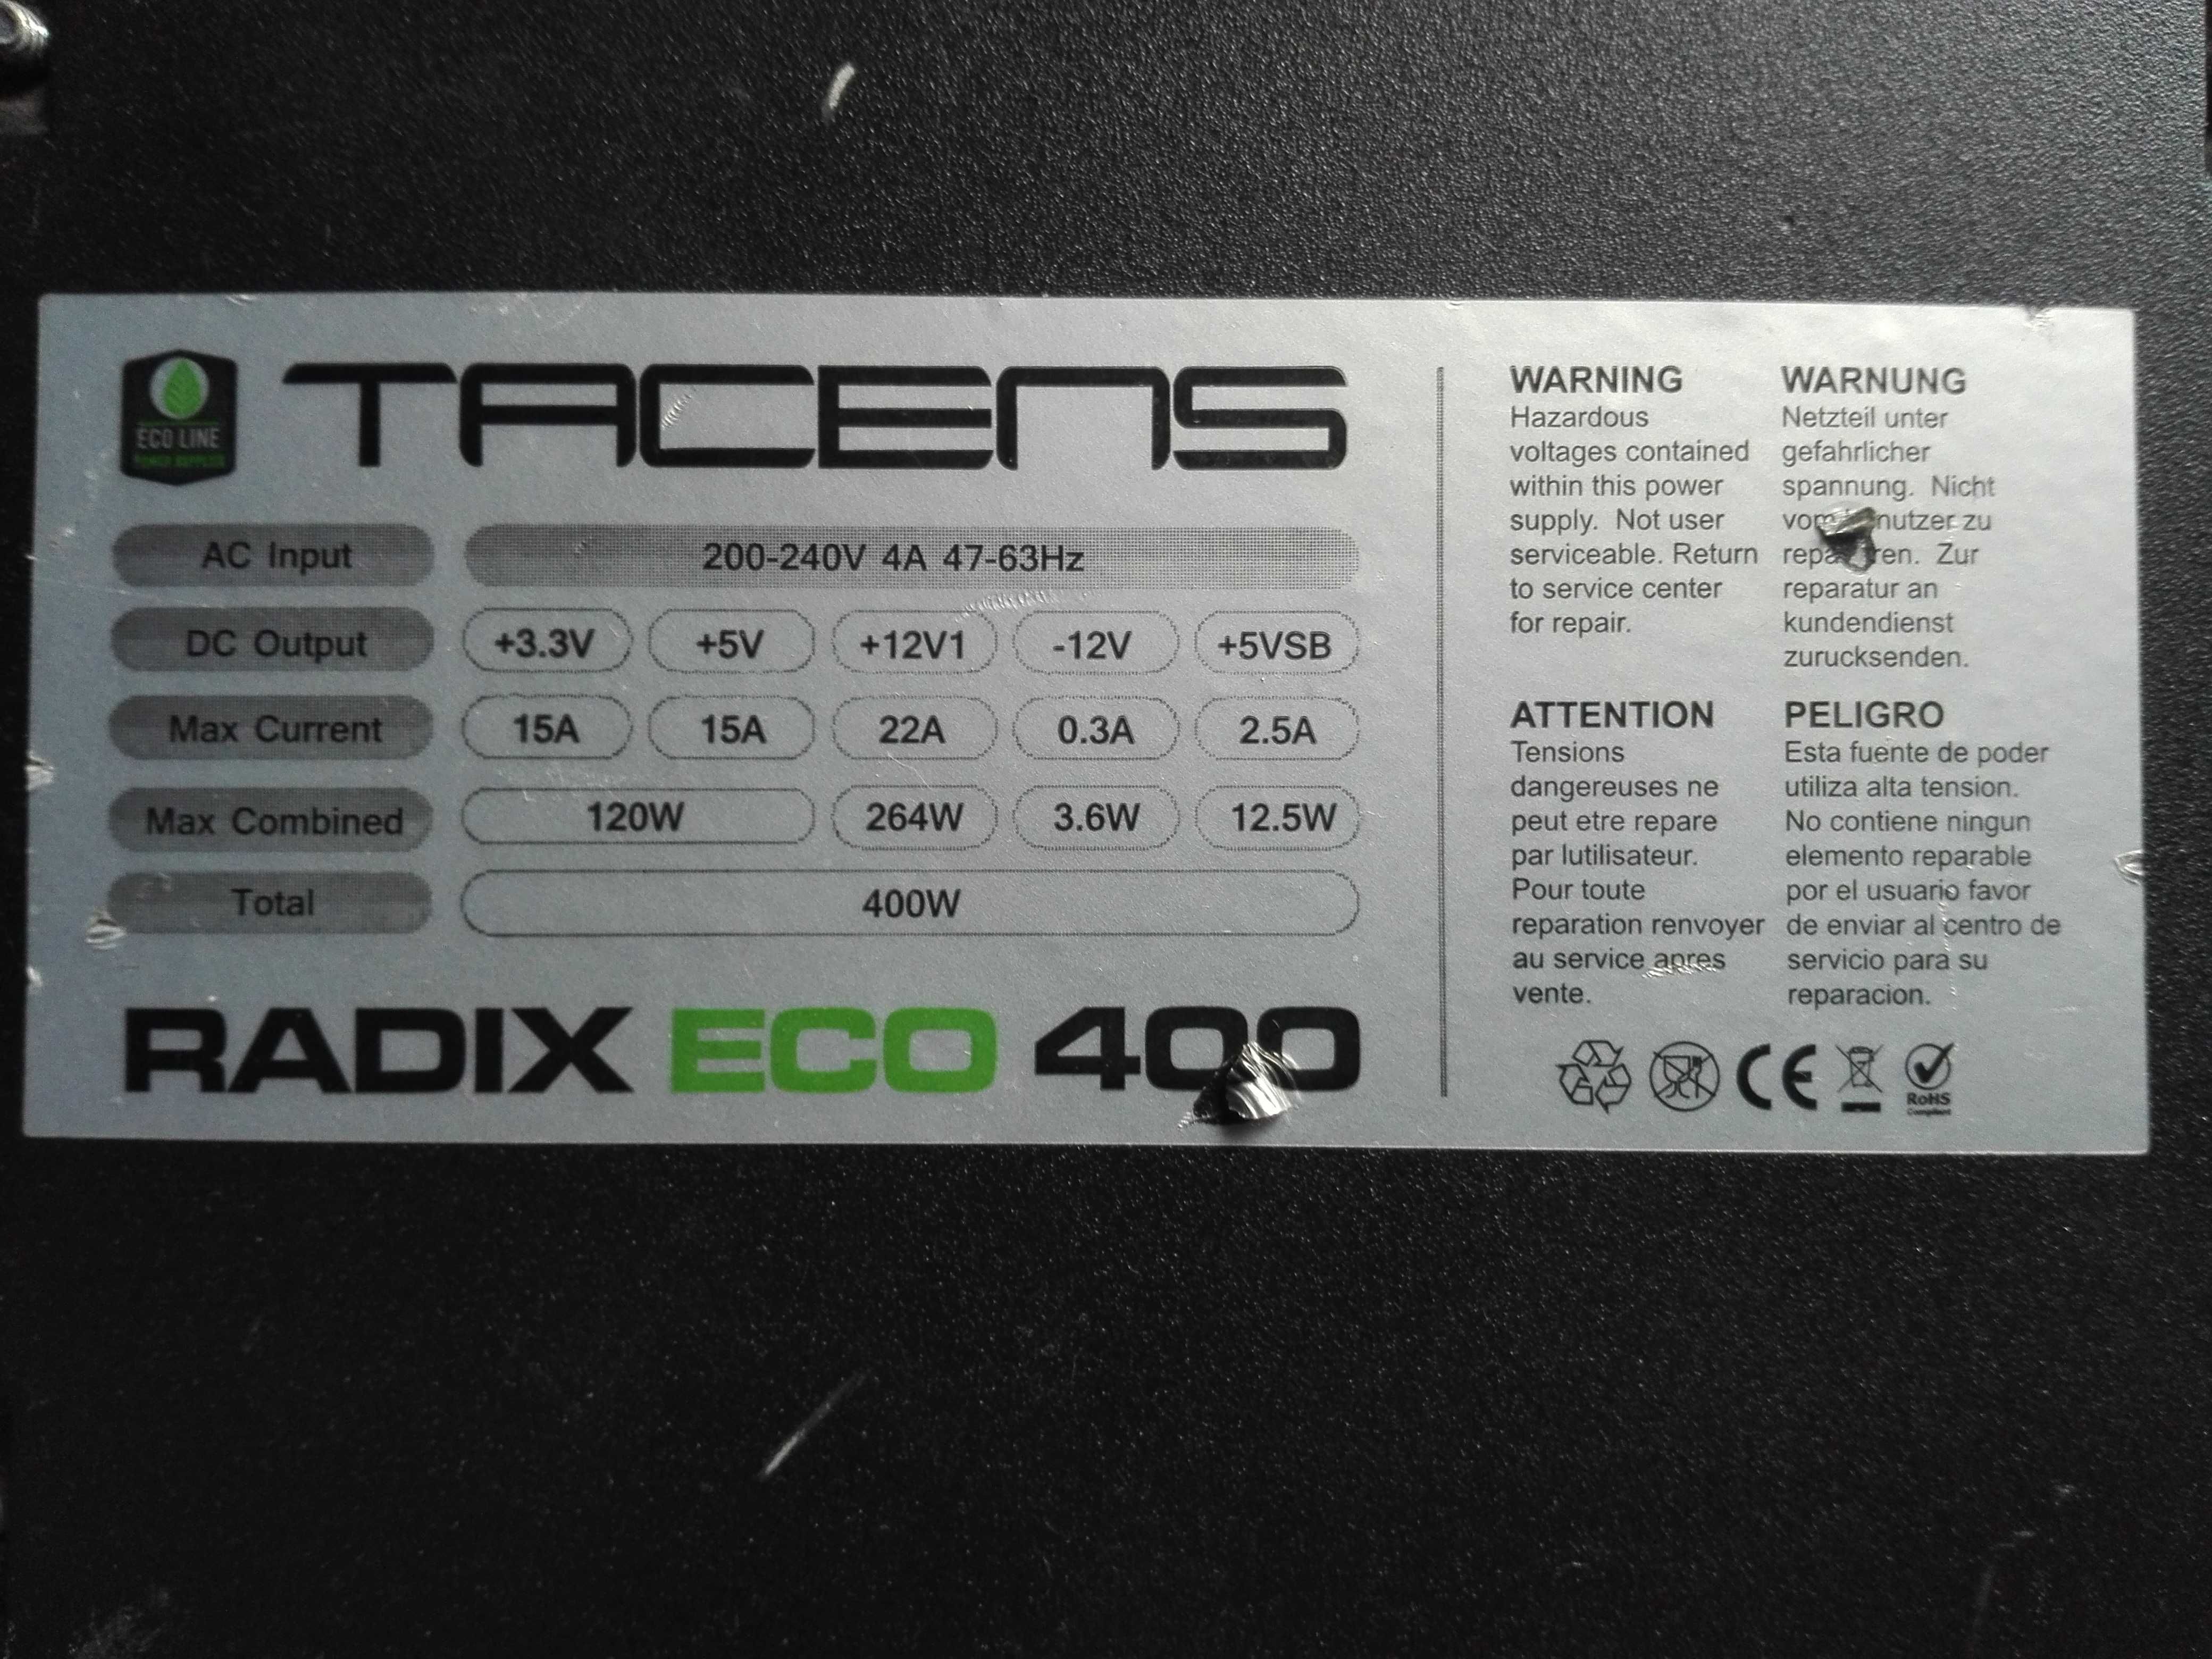 ECO LINE
POWER SUPPLIES
TACENS
AC Input 200-240V 4A 47-63Hz
DC Output +3.3V +5V +12V1 -12V +5VSB
Max Current 15A 15A 22A 0.3A 2.5A
Max Combined 120W 264W 3.6W 12.5W
Total 400W
RADIX ECO 400
WARNING
Hazardous
voltages contained
within this power
supply. Not user
serviceable. Return
to service center
for repair.
WARNUNG
Netzteil unter
gefahrlicher
spannung. Nicht
zu
Zur
reparatur an
kundendienst
zurucksenden.
ATTENTION
Tensions
dangereuses ne
peut etre repare
par lutilisateur.
Pour toute
reparation renvoyer
au service apres
vente.
PELIGRO
Esta fuente de poder
utiliza alta tension.
No contiene ningun
elemento reparable
por el usuario favor
de enviar al centro de
servicio para su
reparacion.
CE
RoHS
Compliant